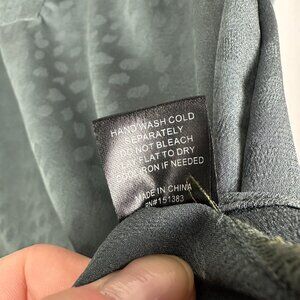 HAND WASH COLD
SEPARATELY
DO NOT BLEACH
LAY FLAT TO DRY
COOL IRON IF NEEDED
MADE IN CHINA
RN#151383